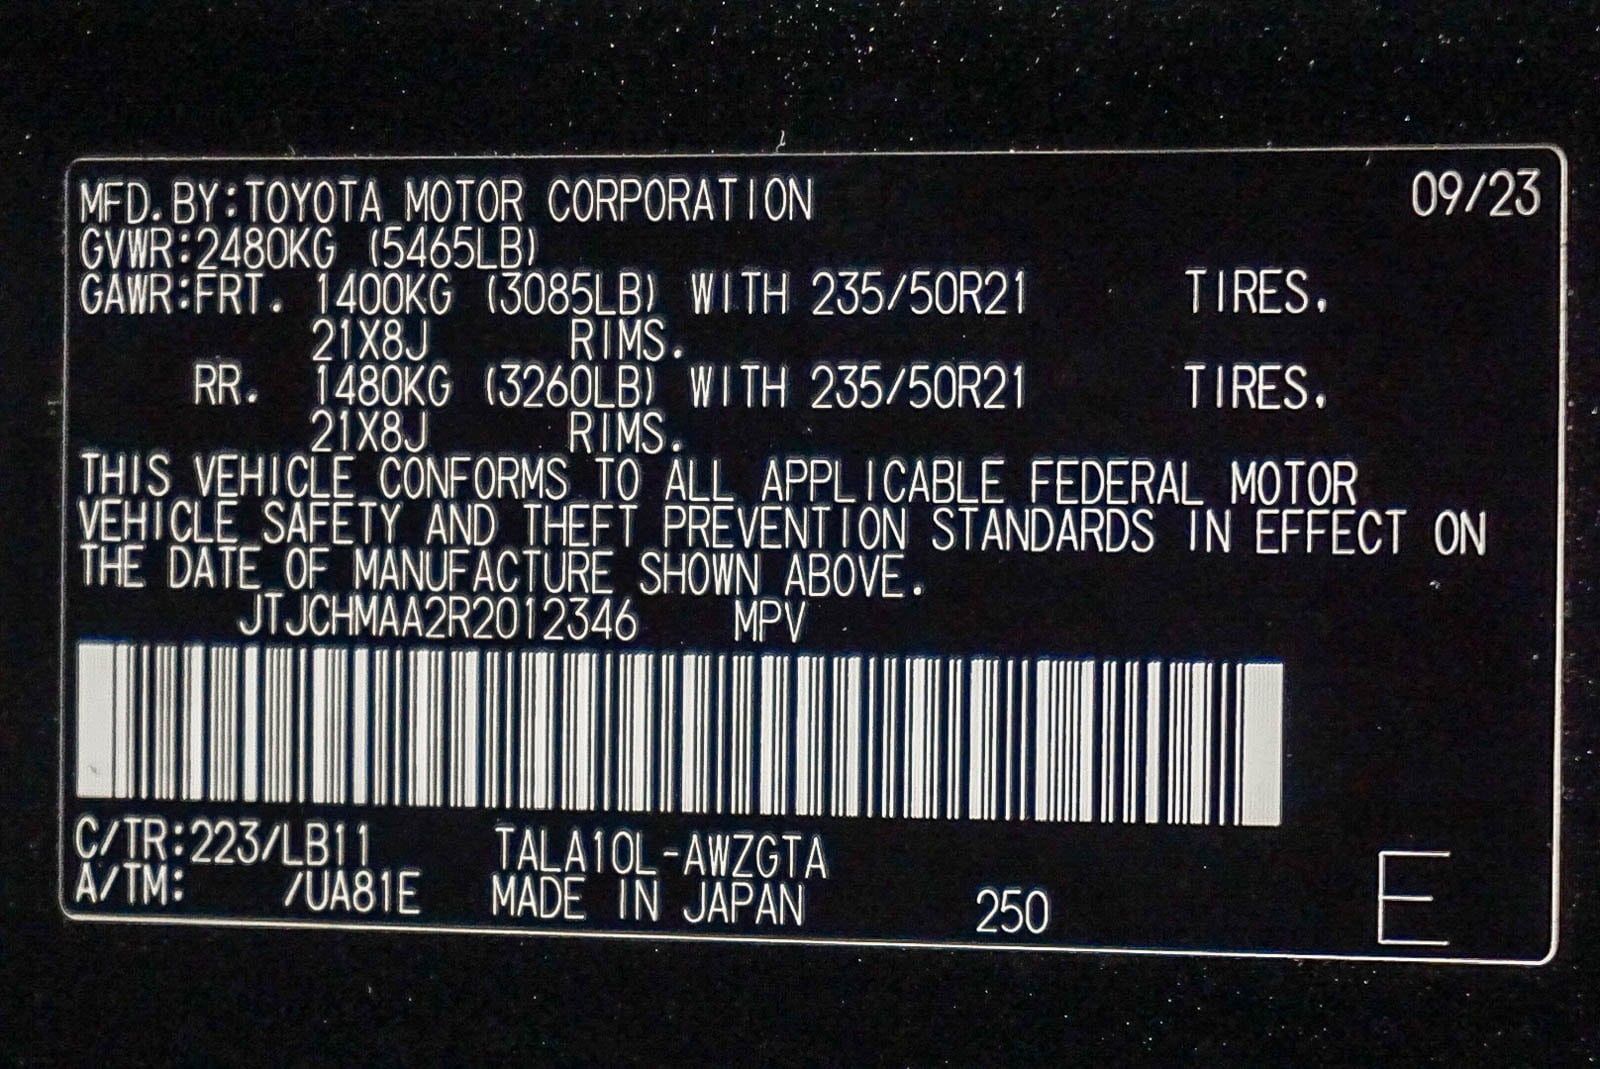 MFD.BY:TOYOTA MOTOR CORPORATION 09/23
GVWR:2480KG (5465LB)
GAWR:FRT. 1400KG (3085LB) WITH 235/50R21 TIRES.
21X8J RIMS.
RR. 1480KG (3260LB) WITH 235/50R21 TIRES.
21X8J RIMS.
THIS VEHICLE CONFORMS TO ALL APPLICABLE FEDERAL MOTOR
VEHICLE SAFETY AND THEFT PREVENTION STANDARDS IN EFFECT ON
THE DATE OF MANUFACTURE SHOWN ABOVE.
JTJCHMAA2R2012346 MPV
C/TR:223/LB11 TALA10L-AWZGTA
A/TM: /UA81E MADE IN JAPAN 250 E